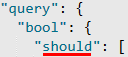 "query": {
"bool": {
"should": [